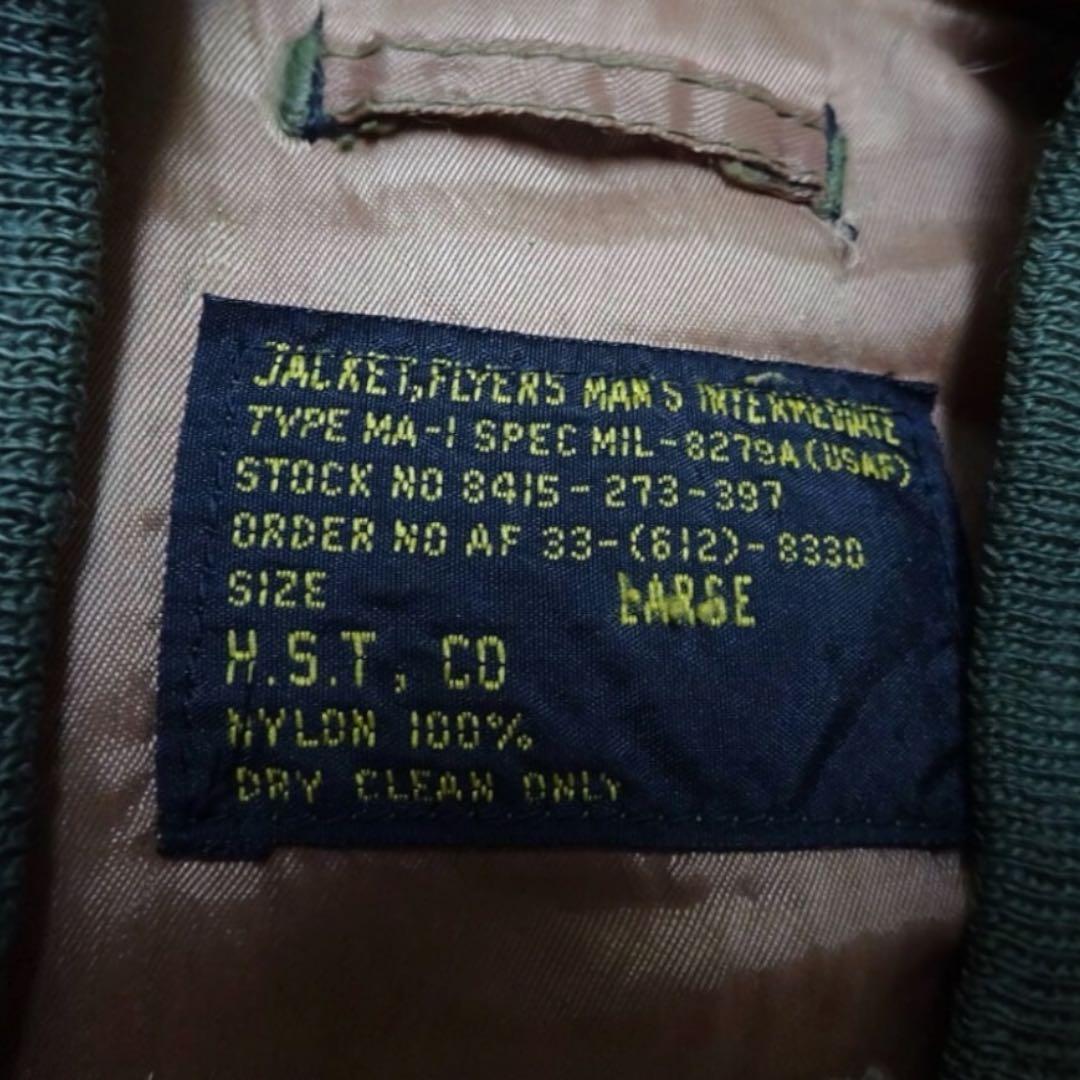 JACKET, FLYERS MAN'S INTERMEDIATE
TYPE MA-1 SPEC MIL-8279A(USAF)
STOCK NO 8415-273-397
ORDER NO AF 33-(612)-8330
SIZE LARGE
H.S.T, CO
NYLON 100%
DRY CLEAN ONLY